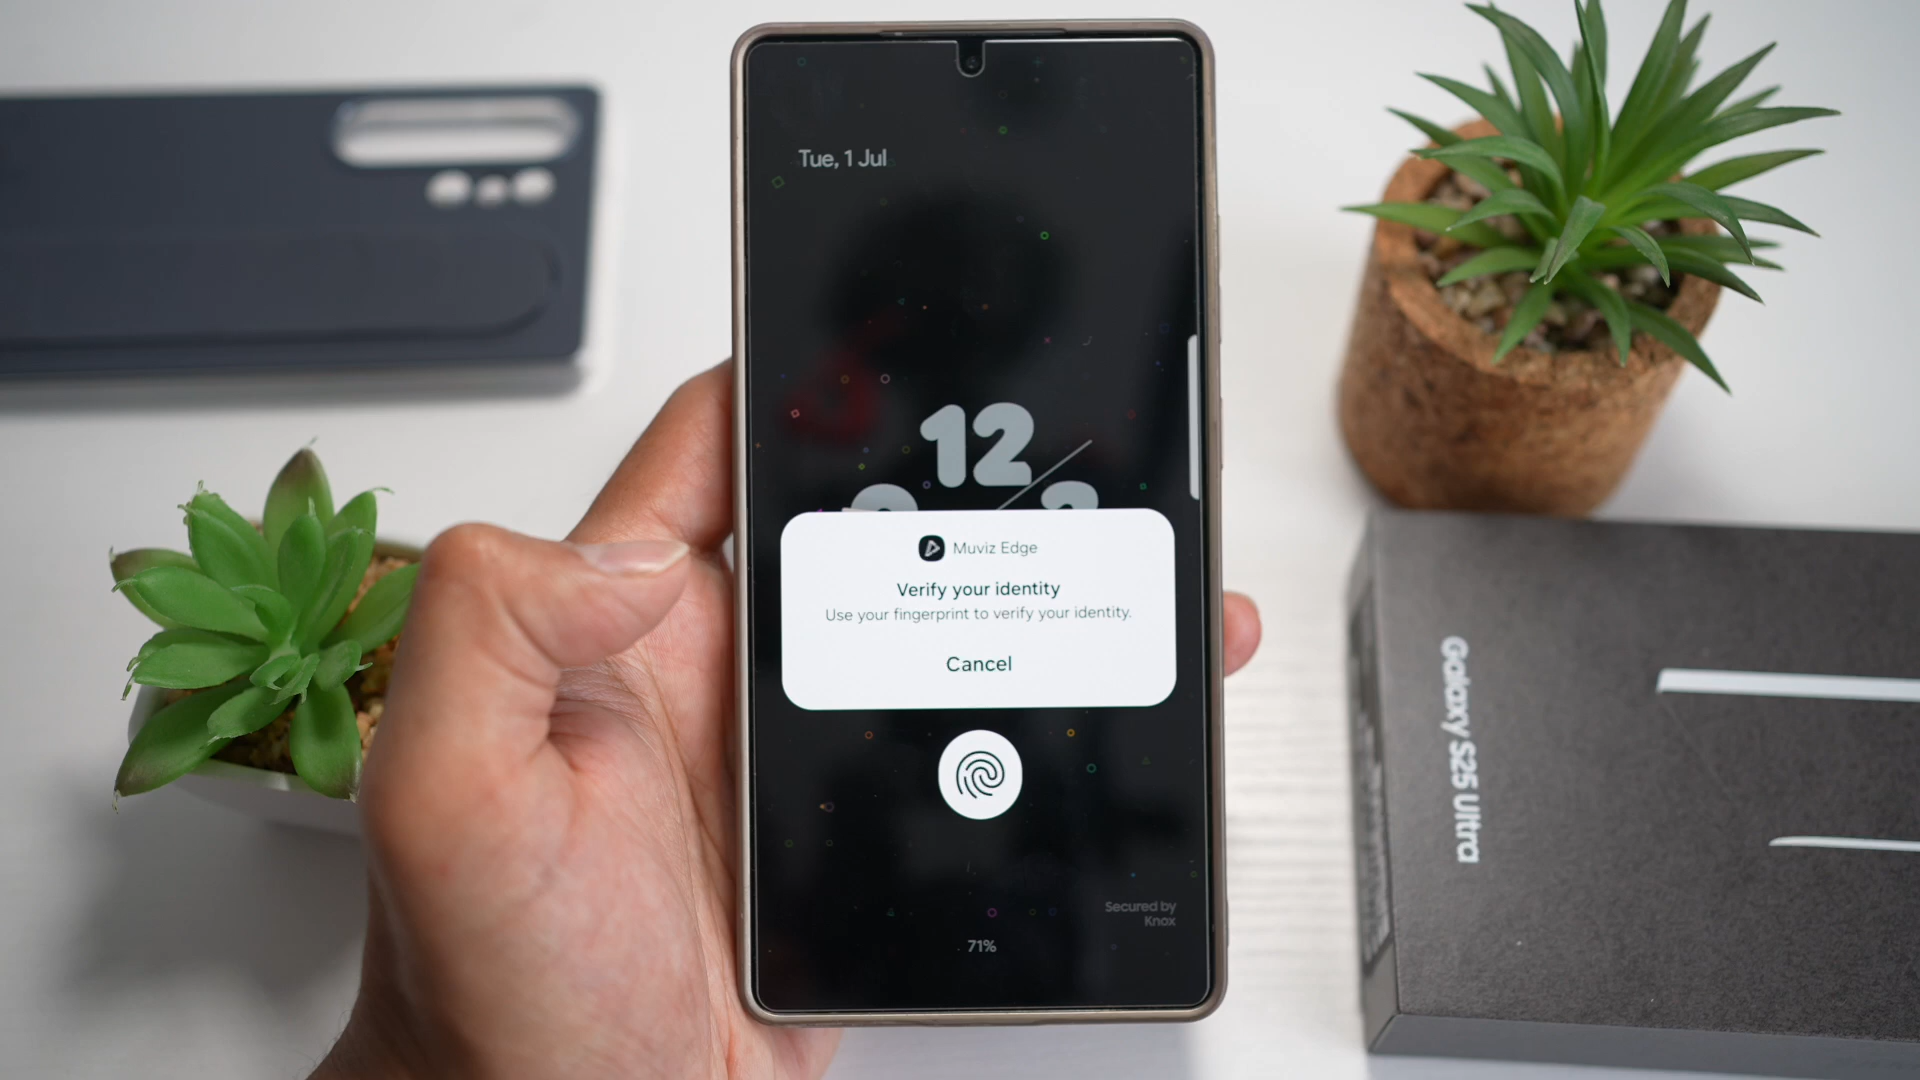 Tue, 1 Jul
12
Muviz Edge
Verify your identity
Use your fingerprint to verify your identity.
Cancel
Secured by
Knox
71%
Galaxy S25 Ultra